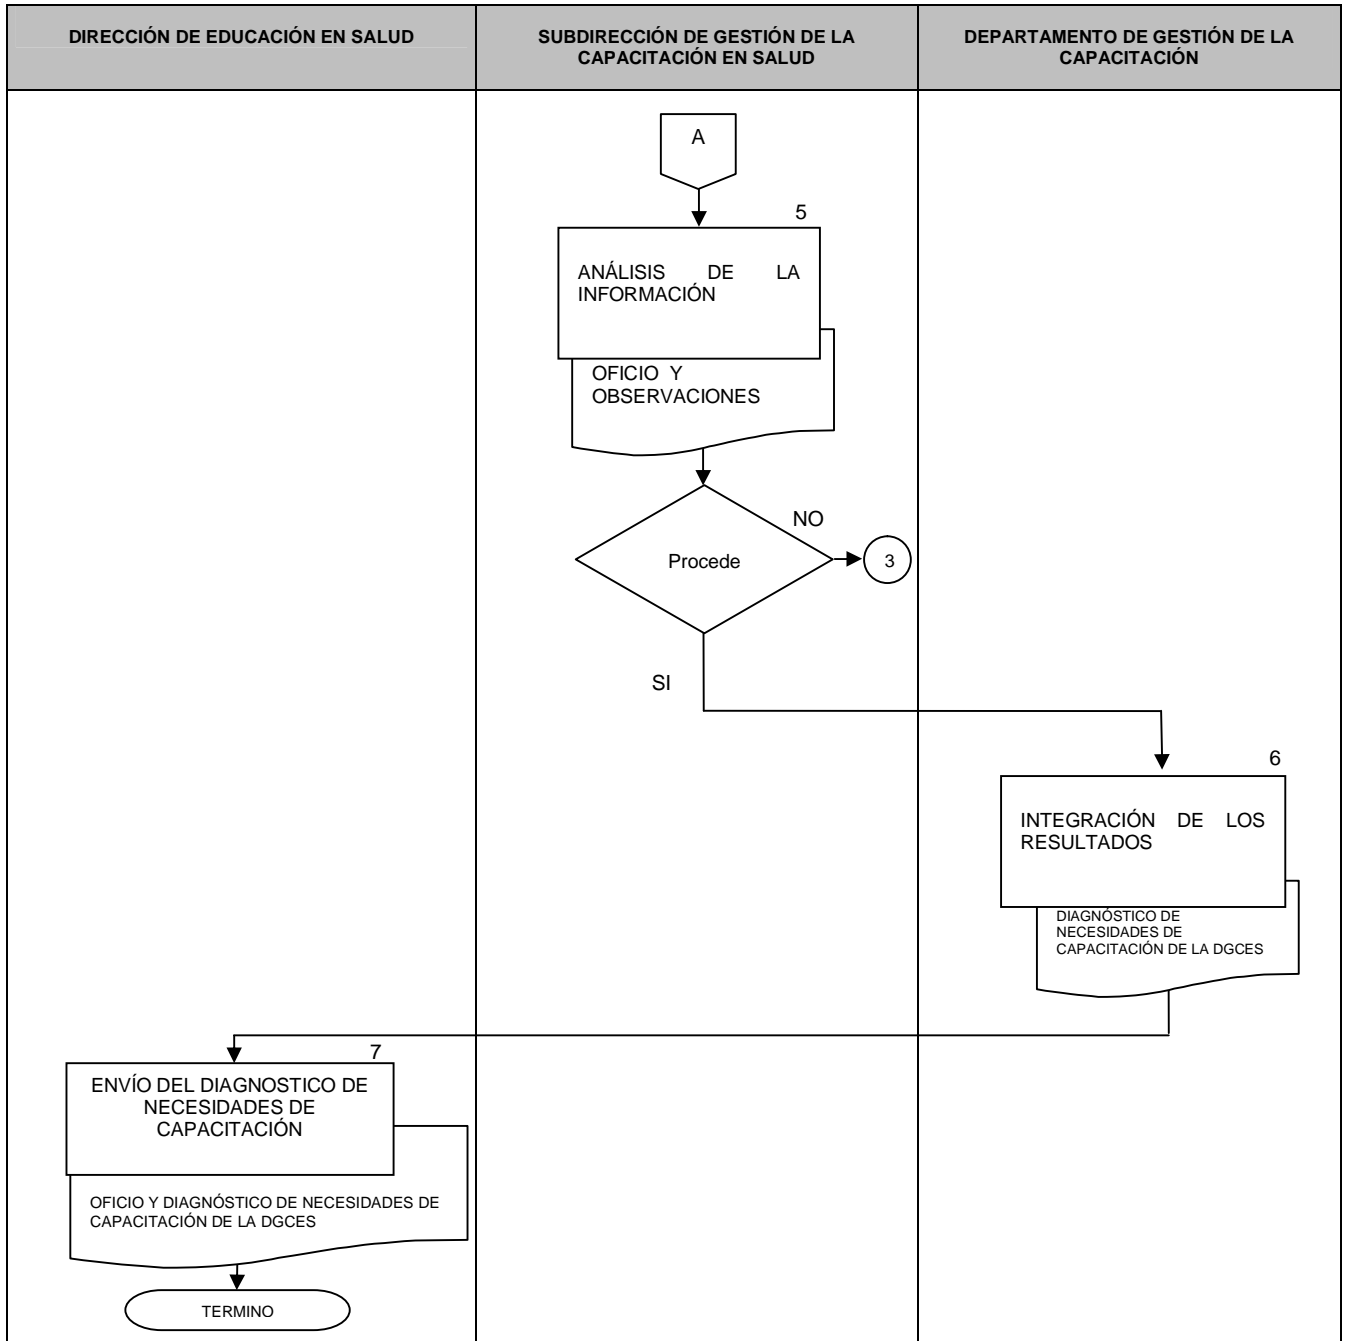 DIRECCIÓN DE EDUCACIÓN EN SALUD
SUBDIRECCIÓN DE GESTIÓN DE LA
CAPACITACIÓN EN SALUD
DEPARTAMENTO DE GESTIÓN DE LA
CAPACITACIÓN
A
5
ANÁLISIS DE LA
INFORMACIÓN
OFICIO Y
OBSERVACIONES
Procede
NO
3
SI
6
INTEGRACIÓN DE LOS
RESULTADOS
DIAGNÓSTICO DE
NECESIDADES DE
CAPACITACIÓN DE LA DGCES
7
ENVÍO DEL DIAGNOSTICO DE
NECESIDADES DE
CAPACITACIÓN
OFICIO Y DIAGNÓSTICO DE NECESIDADES DE
CAPACITACIÓN DE LA DGCES
TERMINO